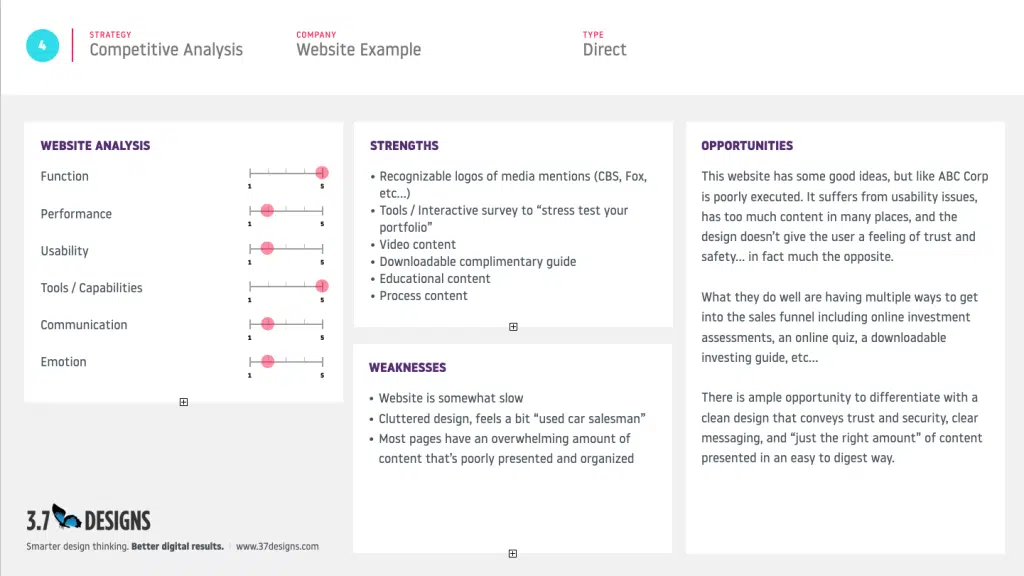 4
STRATEGY
Competitive Analysis
COMPANY
Website Example
TYPE
Direct
WEBSITE ANALYSIS
Function
1 5
Performance
1 5
Usability
1 5
Tools / Capabilities
1 5
Communication
1 5
Emotion
1 5
STRENGTHS
• Recognizable logos of media mentions (CBS, Fox,
etc...)
• Tools / Interactive survey to “stress test your
portfolio”
• Video content
• Downloadable complimentary guide
• Educational content
• Process content
WEAKNESSES
• Website is somewhat slow
• Cluttered design, feels a bit “used car salesman”
• Most pages have an overwhelming amount of
content that’s poorly presented and organized
OPPORTUNITIES
This website has some good ideas, but like ABC Corp
is poorly executed. It suffers from usability issues,
has too much content in many places, and the
design doesn’t give the user a feeling of trust and
safety... in fact much the opposite.
What they do well are having multiple ways to get
into the sales funnel including online investment
assessments, an online quiz, a downloadable
investing guide, etc...
There is ample opportunity to differentiate with a
clean design that conveys trust and security, clear
messaging, and “just the right amount” of content
presented in an easy to digest way.
3.7 DESIGNS
Smarter design thinking. Better digital results. | www.37designs.com